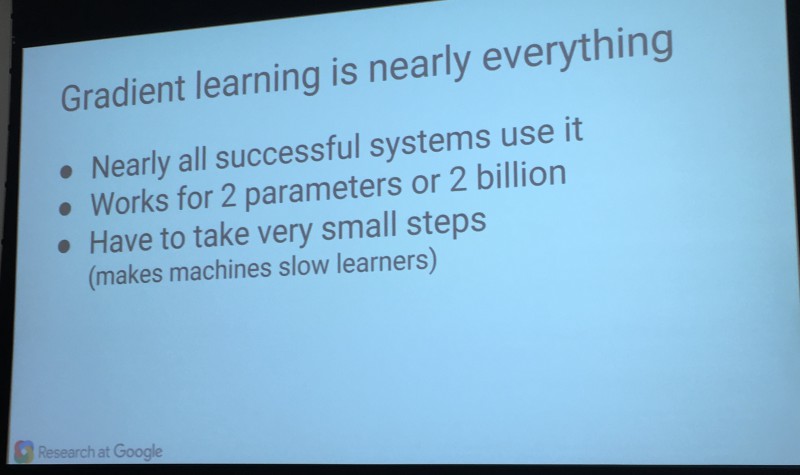 Gradient learning is nearly everything
● Nearly all successful systems use it
● Works for 2 parameters or 2 billion
● Have to take very small steps
(makes machines slow learners)
Research at Google